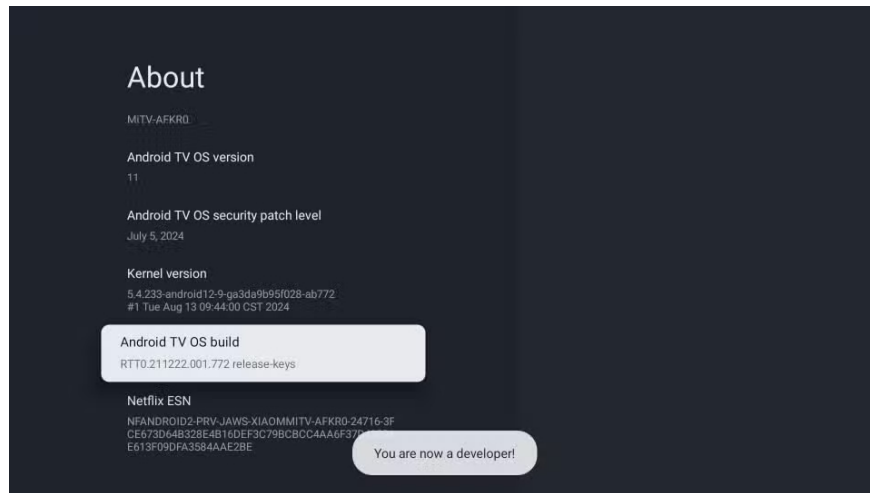 About
MiTV-AFKR0
Android TV OS version
11
Android TV OS security patch level
July 5, 2024
Kernel version
5.4.233-android12-9-ga3da9b95f028-ab772
#1 Tue Aug 13 09:44:00 CST 2024
Android TV OS build
RTT0.211222.001.772 release-keys
Netflix ESN
NFANDROID2-PRV-JAWS-XIAOMMITV-AFKR0-24716-3F
CE673D64B328E4B16DEF3C79BCBCC4AA6F37
E613F09DFA3584AAE2BE
You are now a developer!